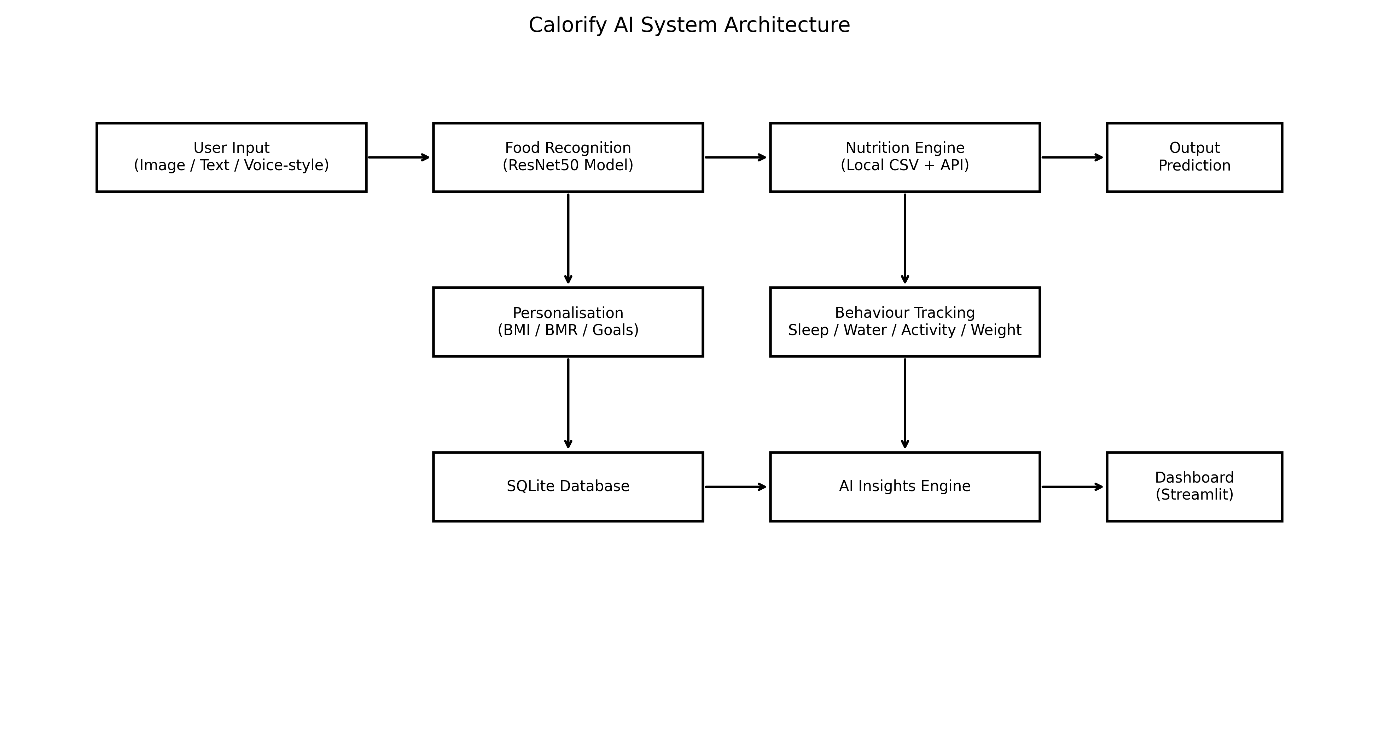 Calorify AI System Architecture
User Input
(Image / Text / Voice-style)
Food Recognition
(ResNet50 Model)
Nutrition Engine
(Local CSV + API)
Output
Prediction
Personalisation
(BMI / BMR / Goals)
Behaviour Tracking
Sleep / Water / Activity / Weight
SQLite Database
AI Insights Engine
Dashboard
(Streamlit)